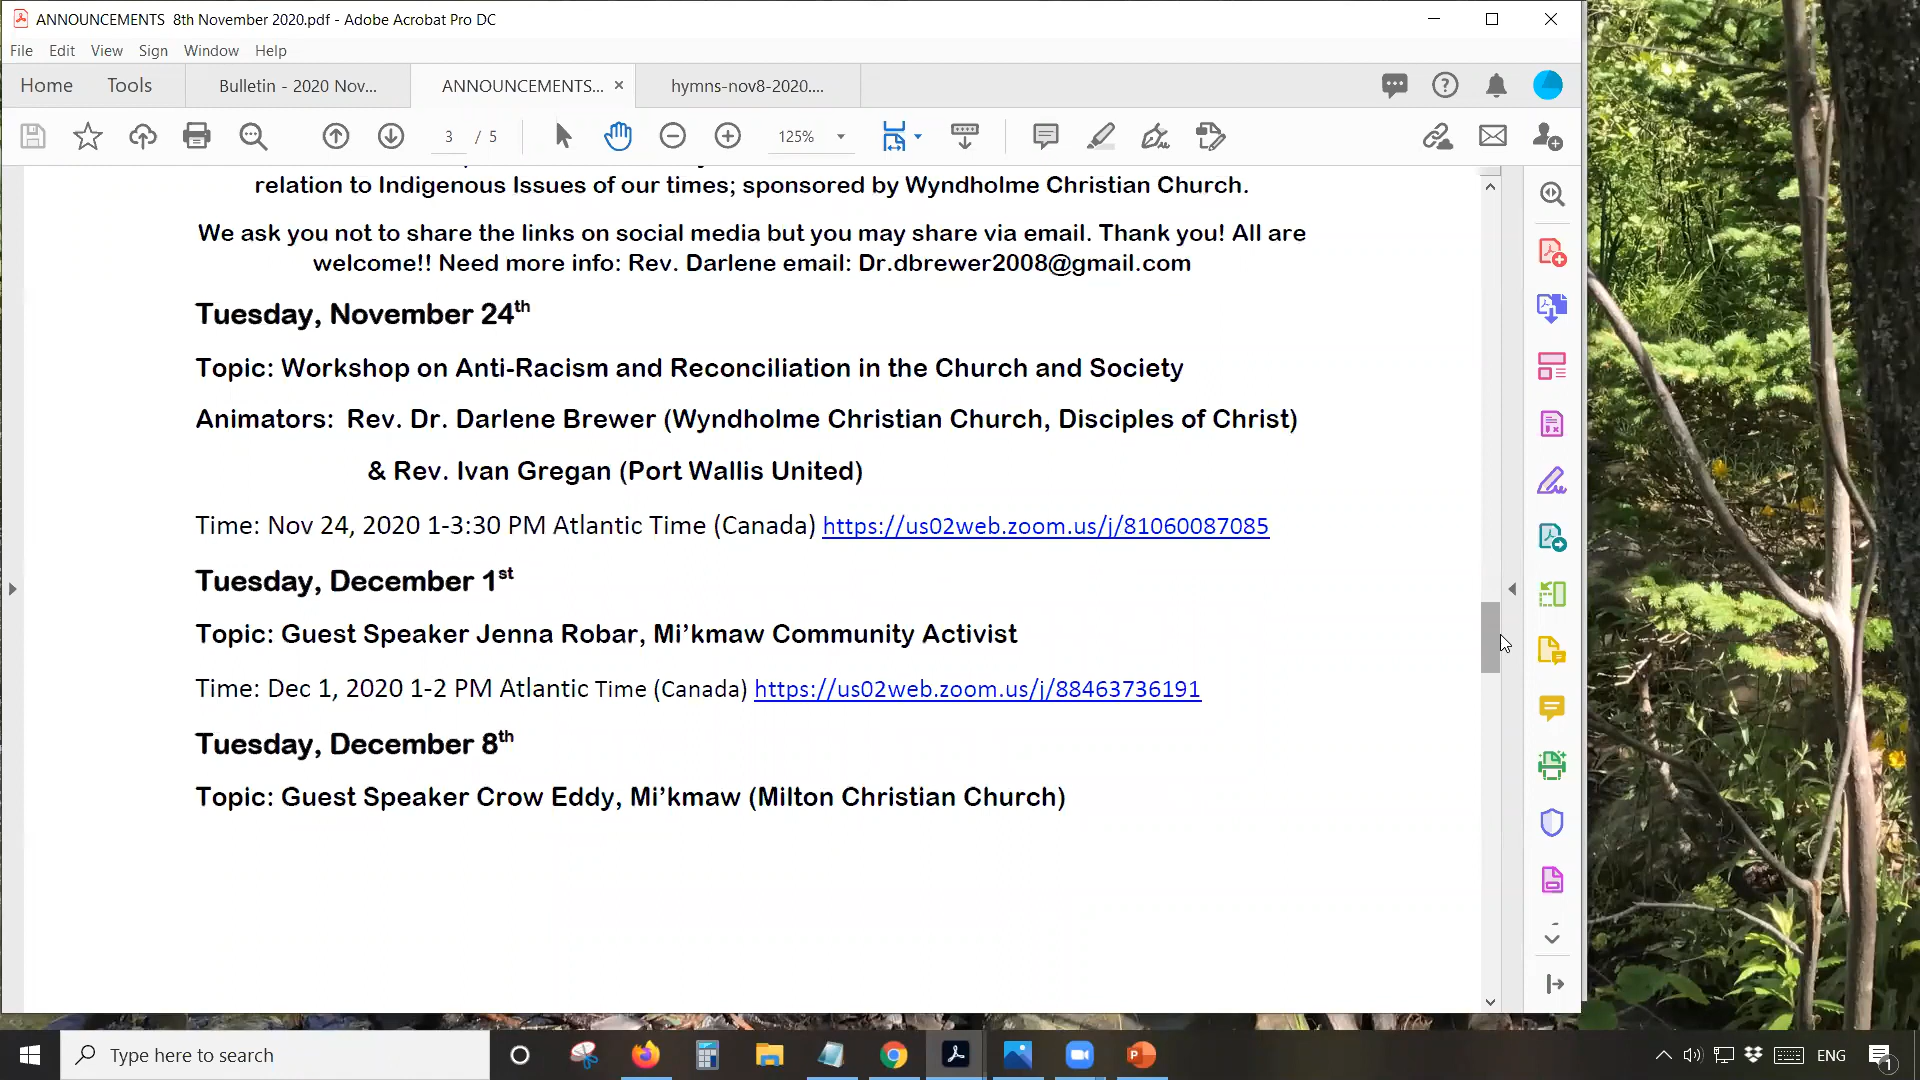 ANNOUNCEMENTS 8th November 2020.pdf - Adobe Acrobat Pro DC
File Edit View Sign Window Help
Home Tools Bulletin - 2020 Nov... ANNOUNCEMENTS... × hymns-nov8-2020....
3 / 5 125%
relation to Indigenous Issues of our times; sponsored by Wyndholme Christian Church.
We ask you not to share the links on social media but you may share via email. Thank you! All are
welcome!! Need more info: Rev. Darlene email: Dr.dbrewer2008@gmail.com
Tuesday, November 24th
Topic: Workshop on Anti-Racism and Reconciliation in the Church and Society
Animators: Rev. Dr. Darlene Brewer (Wyndholme Christian Church, Disciples of Christ)
& Rev. Ivan Gregan (Port Wallis United)
Time: Nov 24, 2020 1-3:30 PM Atlantic Time (Canada) https://us02web.zoom.us/j/81060087085
Tuesday, December 1st
Topic: Guest Speaker Jenna Robar, Mi’kmaw Community Activist
Time: Dec 1, 2020 1-2 PM Atlantic Time (Canada) https://us02web.zoom.us/j/88463736191
Tuesday, December 8th
Topic: Guest Speaker Crow Eddy, Mi’kmaw (Milton Christian Church)
Type here to search
ENG
1